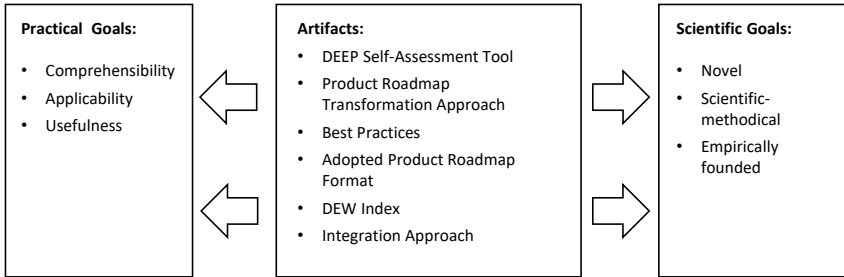 Practical Goals:
• Comprehensibility
• Applicability
• Usefulness
Artifacts:
• DEEP Self-Assessment Tool
• Product Roadmap
Transformation Approach
• Best Practices
• Adopted Product Roadmap
Format
• DEW Index
• Integration Approach
Scientific Goals:
• Novel
• Scientific-
methodical
• Empirically
founded